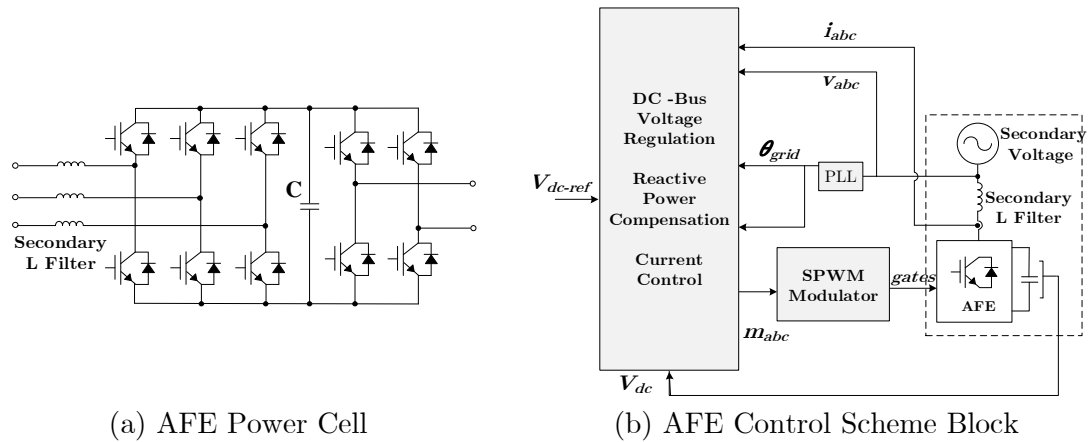 C
Secondary
L Filter
(a) AFE Power Cell
i_abc
v_abc
DC -Bus
Voltage
Regulation
Reactive
Power
Compensation
Current
Control
V_dc-ref
θ_grid
PLL
Secondary
Voltage
Secondary
L Filter
SPWM
Modulator
gates
AFE
m_abc
V_dc
(b) AFE Control Scheme Block